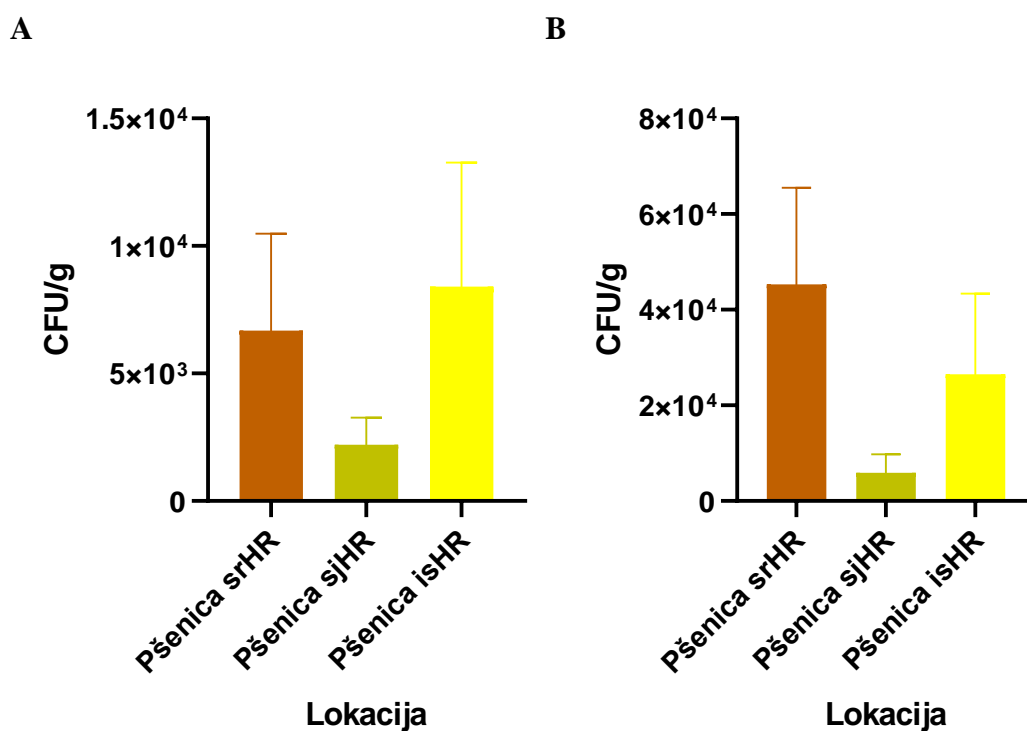 A
CFU/g
1.5×10⁴
1×10⁴
5×10³
0
Pšenica srHR
Pšenica sjHR
Pšenica isHR
Lokacija
B
CFU/g
8×10⁴
6×10⁴
4×10⁴
2×10⁴
0
Pšenica srHR
Pšenica sjHR
Pšenica isHR
Lokacija